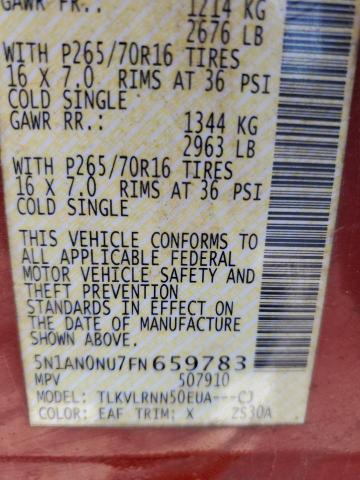 GAWR FR.: 1214 KG
2676 LB
WITH P265/70R16 TIRES
16 X 7.0 RIMS AT 36 PSI
COLD SINGLE
GAWR RR.: 1344 KG
2963 LB
WITH P265/70R16 TIRES
16 X 7.0 RIMS AT 36 PSI
COLD SINGLE
THIS VEHICLE CONFORMS TO
ALL APPLICABLE FEDERAL
MOTOR VEHICLE SAFETY AND
THEFT PREVENTION
STANDARDS IN EFFECT ON
THE DATE OF MANUFACTURE
SHOWN ABOVE.
5N1AN0NU7FN659783
MPV 507910
MODEL: TLKVLRNN50EUA---CJ
COLOR: EAF TRIM: X ZS30A